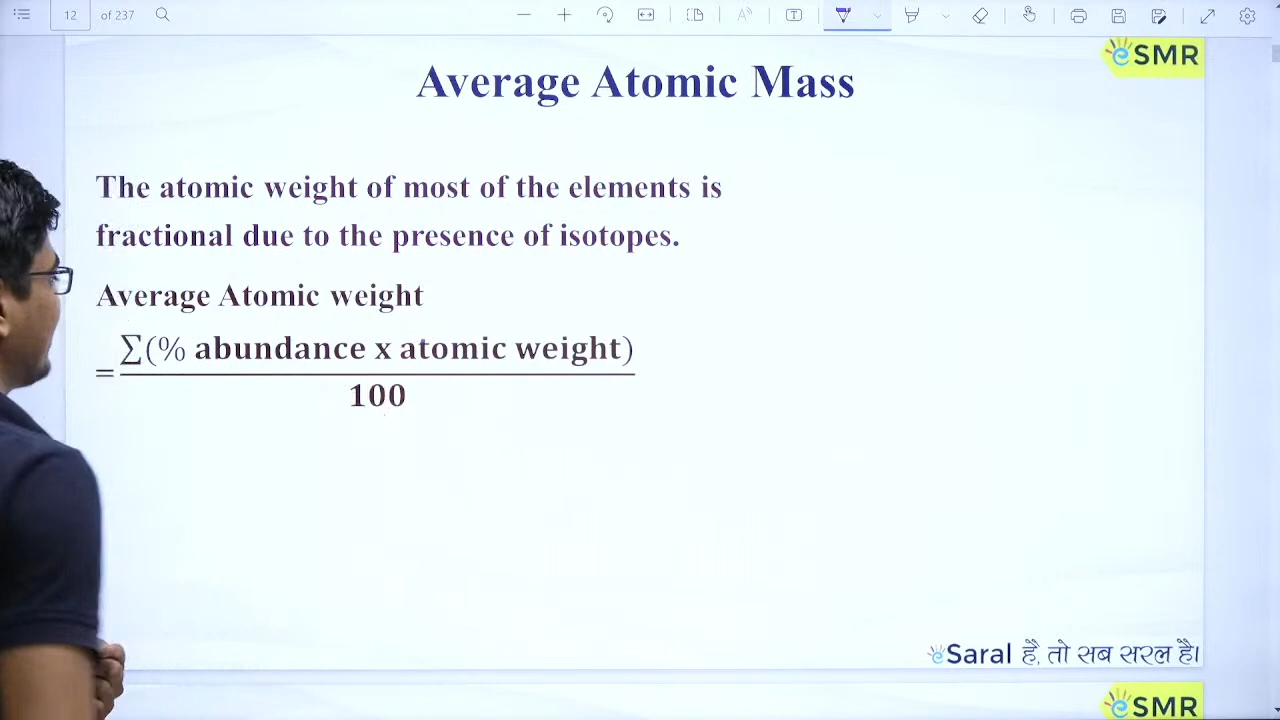 12 of 237
eSMR
Average Atomic Mass
The atomic weight of most of the elements is
fractional due to the presence of isotopes.
Average Atomic weight
= ∑(% abundance x atomic weight)
100
eSaral है, तो सब सरल है।
eSMR